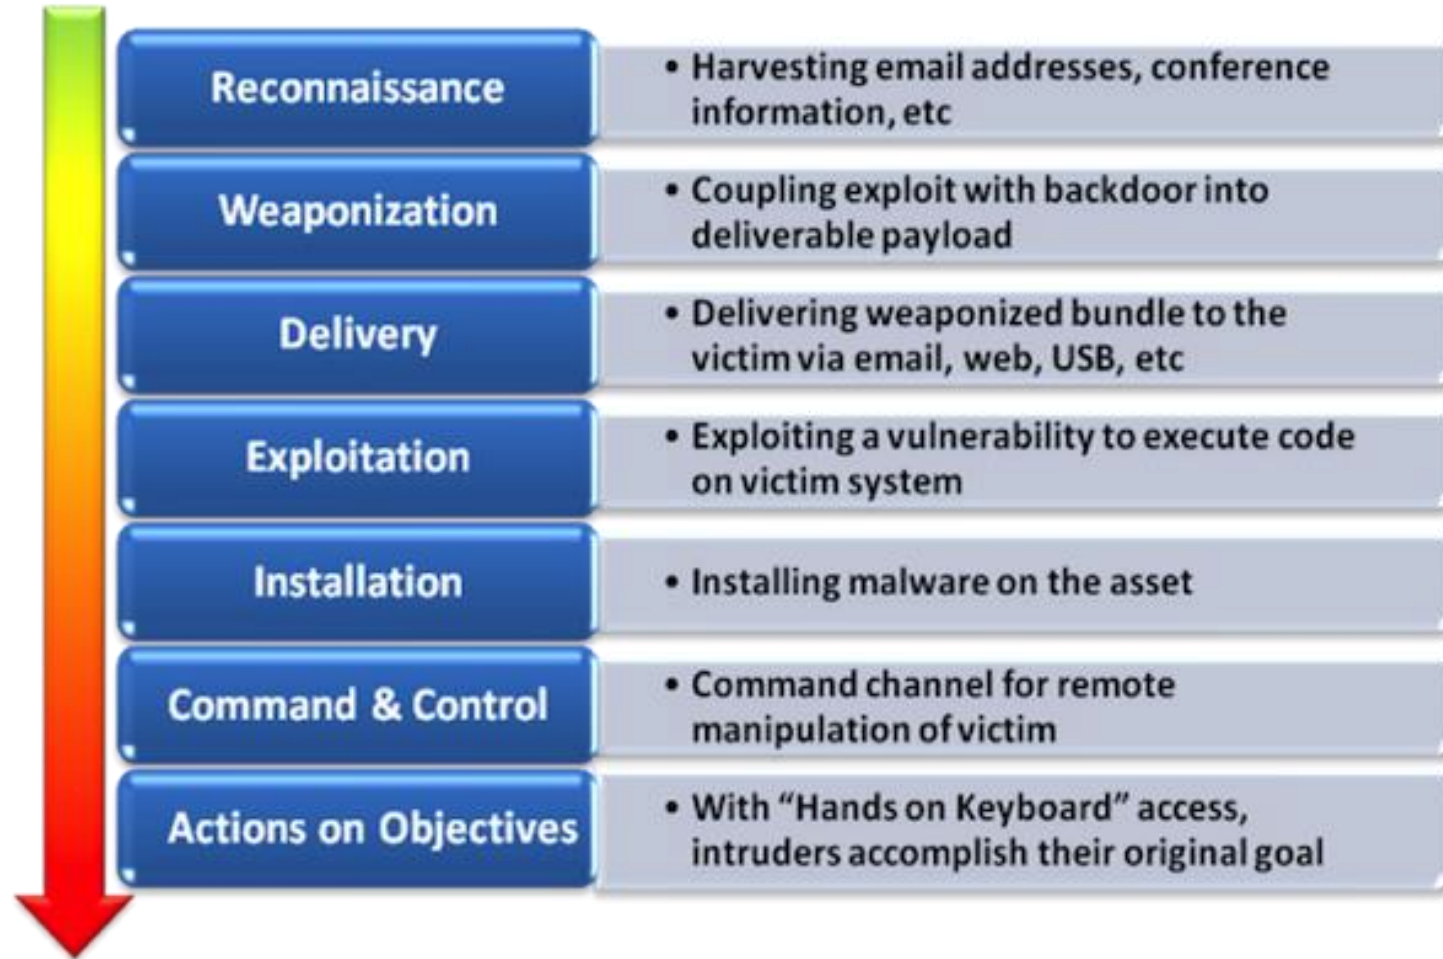 Reconnaissance
• Harvesting email addresses, conference
information, etc
Weaponization
• Coupling exploit with backdoor into
deliverable payload
Delivery
• Delivering weaponized bundle to the
victim via email, web, USB, etc
Exploitation
• Exploiting a vulnerability to execute code
on victim system
Installation
• Installing malware on the asset
Command & Control
• Command channel for remote
manipulation of victim
Actions on Objectives
• With “Hands on Keyboard” access,
intruders accomplish their original goal